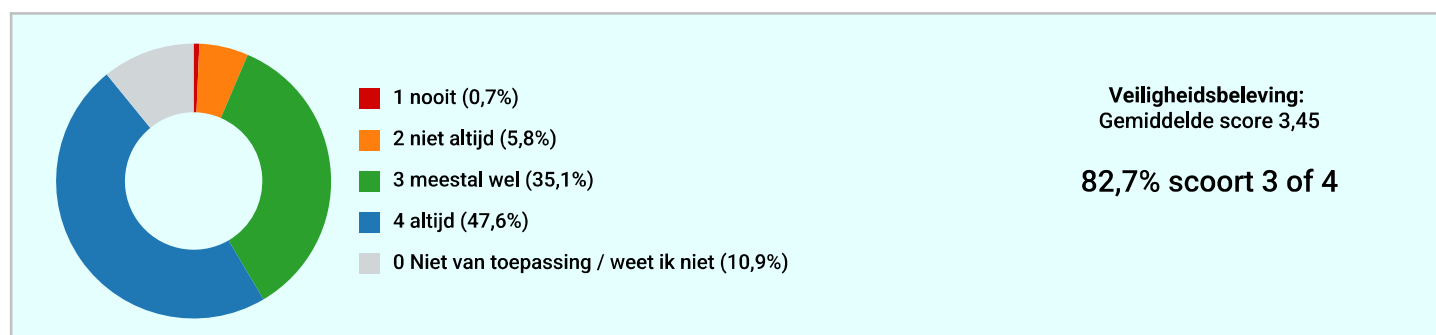 1 nooit (0,7%)
2 niet altijd (5,8%)
3 meestal wel (35,1%)
4 altijd (47,6%)
0 Niet van toepassing / weet ik niet (10,9%)
Veiligheidsbeleving:
Gemiddelde score 3,45
82,7% scoort 3 of 4